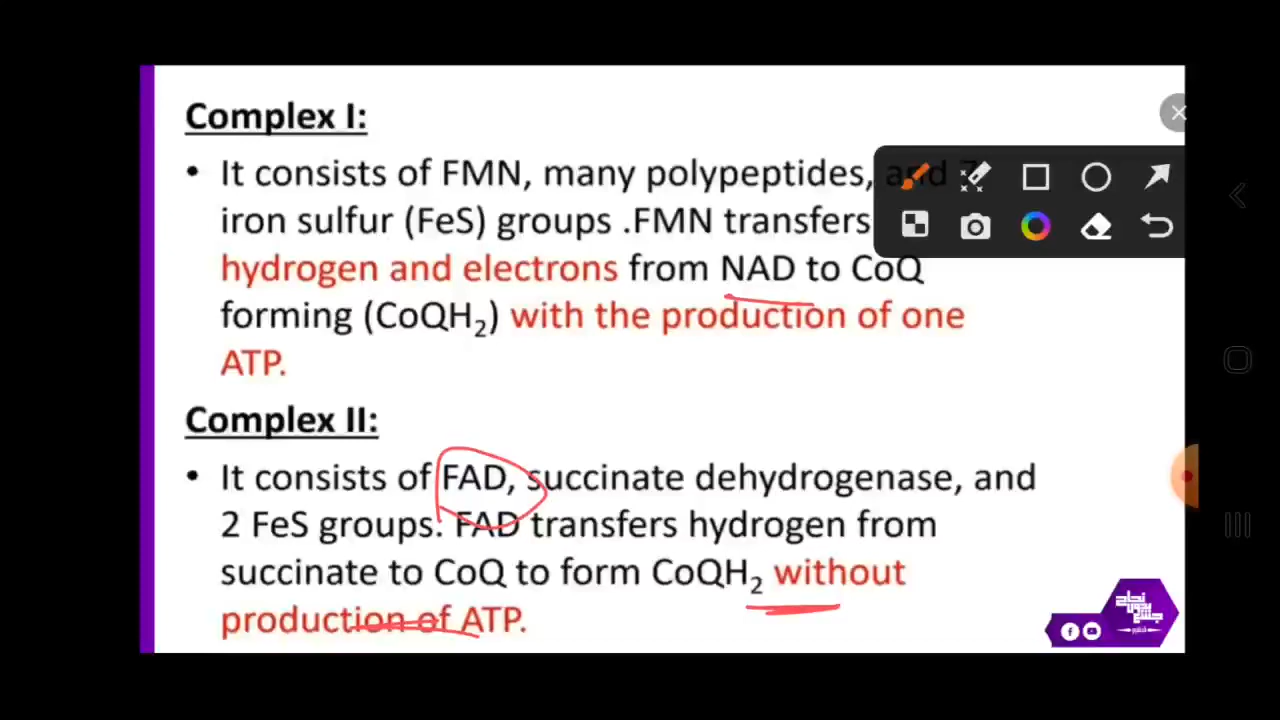 Complex I:
• It consists of FMN, many polypeptides, and 7
iron sulfur (FeS) groups .FMN transfers
hydrogen and electrons from NAD to CoQ
forming (CoQH₂) with the production of one
ATP.
Complex II:
• It consists of FAD, succinate dehydrogenase, and
2 FeS groups. FAD transfers hydrogen from
succinate to CoQ to form CoQH₂ without
production of ATP.